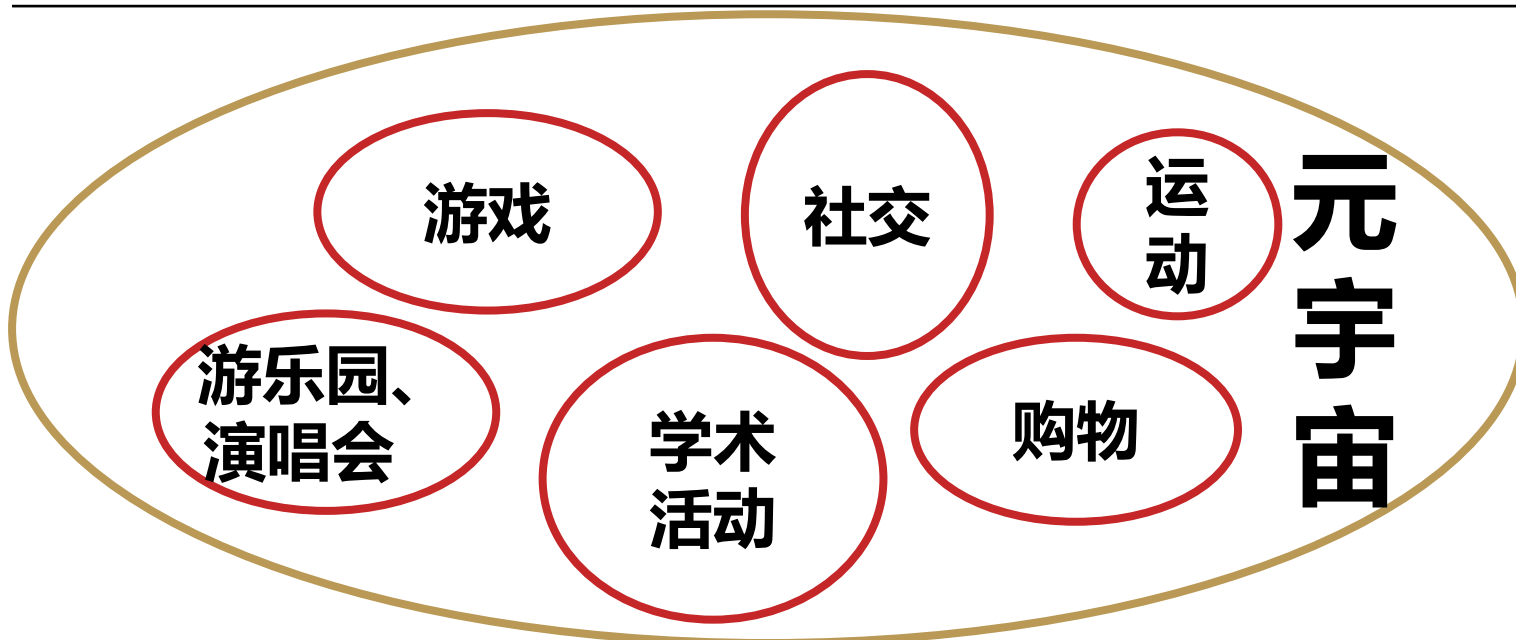 游戏
社交
运
动
元
宇
宙
游乐园、
演唱会
学术
活动
购物